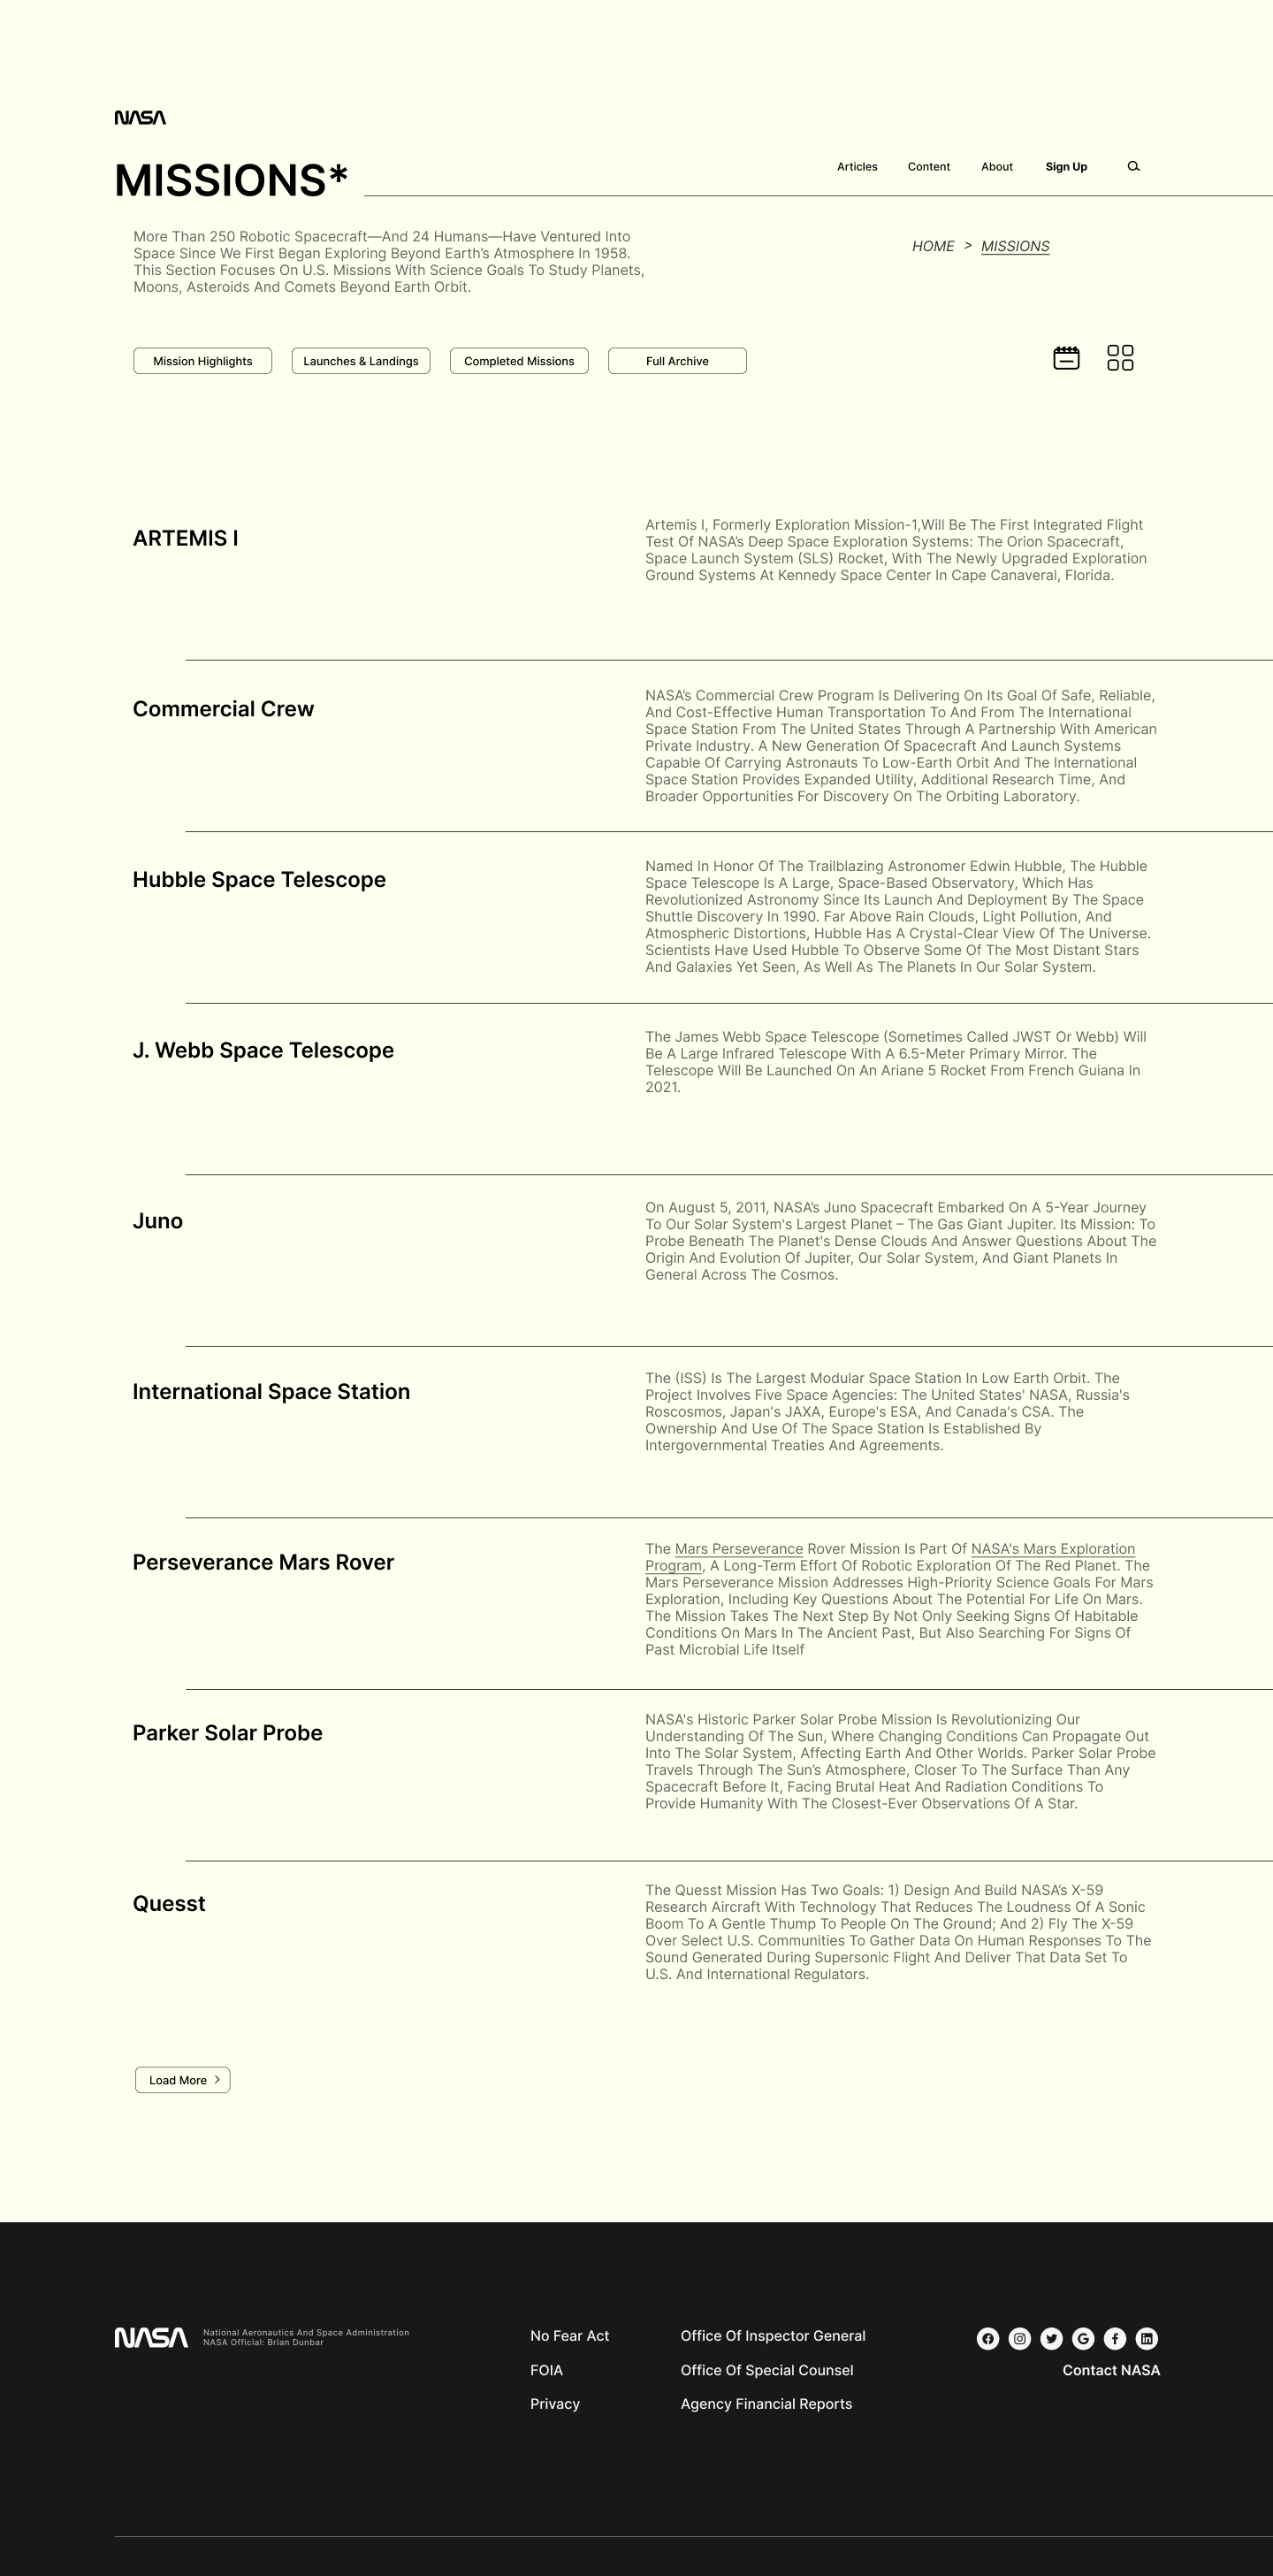 NASA
MISSIONS*
Articles
Content
About
Sign Up
More Than 250 Robotic Spacecraft—And 24 Humans—Have Ventured Into
Space Since We First Began Exploring Beyond Earth’s Atmosphere In 1958.
This Section Focuses On U.S. Missions With Science Goals To Study Planets,
Moons, Asteroids And Comets Beyond Earth Orbit.
HOME > MISSIONS
Mission Highlights
Launches & Landings
Completed Missions
Full Archive
ARTEMIS I
Artemis I, Formerly Exploration Mission-1,Will Be The First Integrated Flight
Test Of NASA’s Deep Space Exploration Systems: The Orion Spacecraft,
Space Launch System (SLS) Rocket, With The Newly Upgraded Exploration
Ground Systems At Kennedy Space Center In Cape Canaveral, Florida.
Commercial Crew
NASA’s Commercial Crew Program Is Delivering On Its Goal Of Safe, Reliable,
And Cost-Effective Human Transportation To And From The International
Space Station From The United States Through A Partnership With American
Private Industry. A New Generation Of Spacecraft And Launch Systems
Capable Of Carrying Astronauts To Low-Earth Orbit And The International
Space Station Provides Expanded Utility, Additional Research Time, And
Broader Opportunities For Discovery On The Orbiting Laboratory.
Hubble Space Telescope
Named In Honor Of The Trailblazing Astronomer Edwin Hubble, The Hubble
Space Telescope Is A Large, Space-Based Observatory, Which Has
Revolutionized Astronomy Since Its Launch And Deployment By The Space
Shuttle Discovery In 1990. Far Above Rain Clouds, Light Pollution, And
Atmospheric Distortions, Hubble Has A Crystal-Clear View Of The Universe.
Scientists Have Used Hubble To Observe Some Of The Most Distant Stars
And Galaxies Yet Seen, As Well As The Planets In Our Solar System.
J. Webb Space Telescope
The James Webb Space Telescope (Sometimes Called JWST Or Webb) Will
Be A Large Infrared Telescope With A 6.5-Meter Primary Mirror. The
Telescope Will Be Launched On An Ariane 5 Rocket From French Guiana In
2021.
Juno
On August 5, 2011, NASA’s Juno Spacecraft Embarked On A 5-Year Journey
To Our Solar System's Largest Planet – The Gas Giant Jupiter. Its Mission: To
Probe Beneath The Planet's Dense Clouds And Answer Questions About The
Origin And Evolution Of Jupiter, Our Solar System, And Giant Planets In
General Across The Cosmos.
International Space Station
The (ISS) Is The Largest Modular Space Station In Low Earth Orbit. The
Project Involves Five Space Agencies: The United States' NASA, Russia's
Roscosmos, Japan's JAXA, Europe's ESA, And Canada's CSA. The
Ownership And Use Of The Space Station Is Established By
Intergovernmental Treaties And Agreements.
Perseverance Mars Rover
The Mars Perseverance Rover Mission Is Part Of NASA's Mars Exploration
Program, A Long-Term Effort Of Robotic Exploration Of The Red Planet. The
Mars Perseverance Mission Addresses High-Priority Science Goals For Mars
Exploration, Including Key Questions About The Potential For Life On Mars.
The Mission Takes The Next Step By Not Only Seeking Signs Of Habitable
Conditions On Mars In The Ancient Past, But Also Searching For Signs Of
Past Microbial Life Itself
Parker Solar Probe
NASA's Historic Parker Solar Probe Mission Is Revolutionizing Our
Understanding Of The Sun, Where Changing Conditions Can Propagate Out
Into The Solar System, Affecting Earth And Other Worlds. Parker Solar Probe
Travels Through The Sun’s Atmosphere, Closer To The Surface Than Any
Spacecraft Before It, Facing Brutal Heat And Radiation Conditions To
Provide Humanity With The Closest-Ever Observations Of A Star.
Quesst
The Quesst Mission Has Two Goals: 1) Design And Build NASA’s X-59
Research Aircraft With Technology That Reduces The Loudness Of A Sonic
Boom To A Gentle Thump To People On The Ground; And 2) Fly The X-59
Over Select U.S. Communities To Gather Data On Human Responses To The
Sound Generated During Supersonic Flight And Deliver That Data Set To
U.S. And International Regulators.
Load More >
NASA
National Aeronautics And Space Administration
NASA Official: Brian Dunbar
No Fear Act
FOIA
Privacy
Office Of Inspector General
Office Of Special Counsel
Agency Financial Reports
Contact NASA